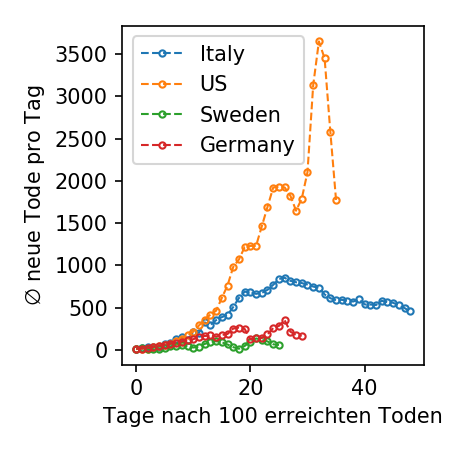 Italy
US
Sweden
Germany
∅ neue Tode pro Tag
3500
3000
2500
2000
1500
1000
500
0
0 20 40
Tage nach 100 erreichten Toden